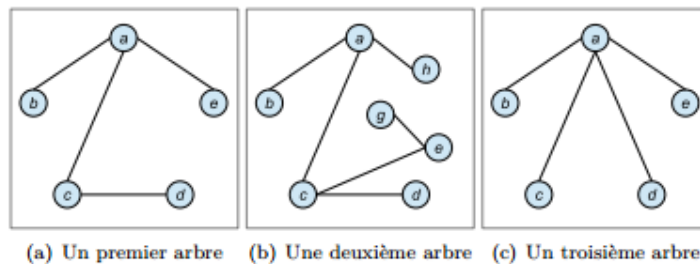 a
b
e
c
d
a
h
b
g
e
c
d
a
b
e
c
d
(a) Un premier arbre
(b) Une deuxième arbre
(c) Un troisième arbre